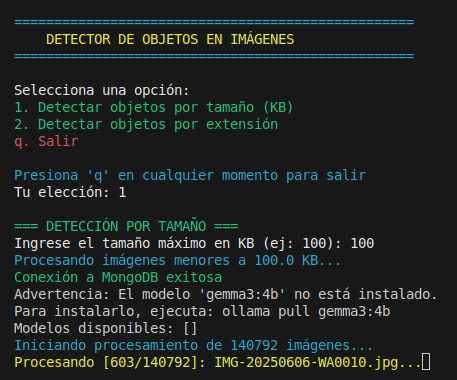 ==================================================
DETECTOR DE OBJETOS EN IMÁGENES
==================================================
Selecciona una opción:
1. Detectar objetos por tamaño (KB)
2. Detectar objetos por extensión
q. Salir
Presiona 'q' en cualquier momento para salir
Tu elección: 1
=== DETECCIÓN POR TAMAÑO ===
Ingrese el tamaño máximo en KB (ej: 100): 100
Procesando imágenes menores a 100.0 KB...
Conexión a MongoDB exitosa
Advertencia: El modelo 'gemma3:4b' no está instalado.
Para instalarlo, ejecuta: ollama pull gemma3:4b
Modelos disponibles: []
Iniciando procesamiento de 140792 imágenes...
Procesando [603/140792]: IMG-20250606-WA0010.jpg...